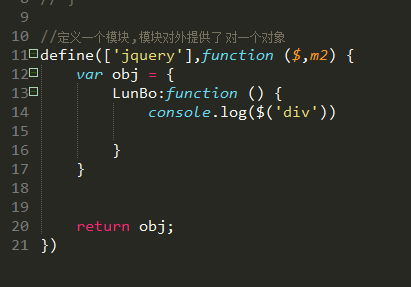 // j
9
10 //定义一个模块,模块对外提供了 对一个对象
11 define(['jquery'],function ($,m2) {
12 var obj = {
13 LunBo:function () {
14 console.log($('div'))
15
16 }
17 }
18
19
20 return obj;
21 })